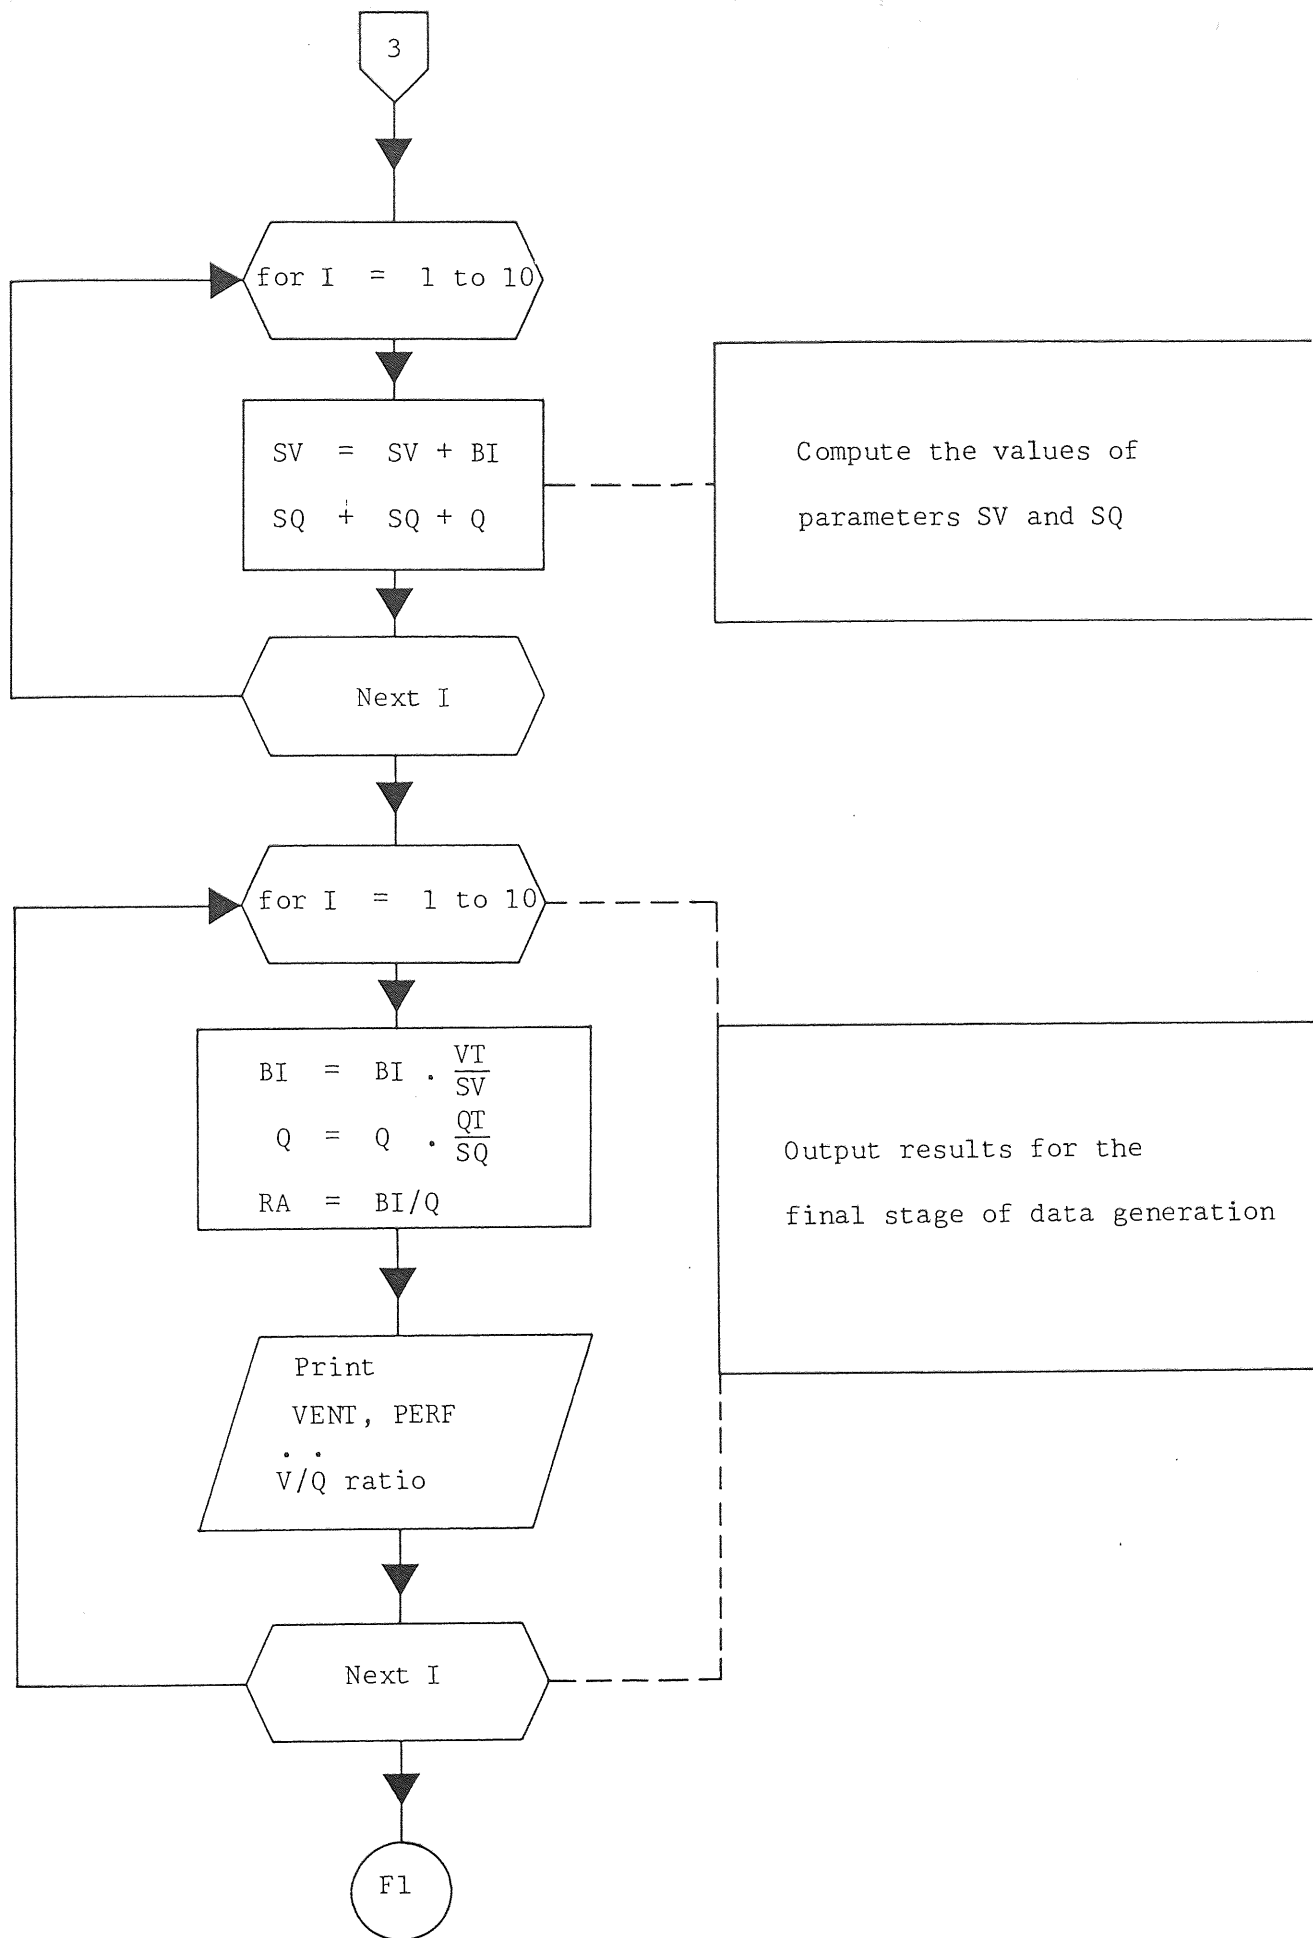 3
for I = 1 to 10
SV = SV + BI
SQ + SQ + Q
Compute the values of
parameters SV and SQ
Next I
for I = 1 to 10
BI = BI . VT/SV
Q = Q . QT/SQ
RA = BI/Q
Output results for the
final stage of data generation
Print
VENT, PERF
V̇/Q̇ ratio
Next I
F1